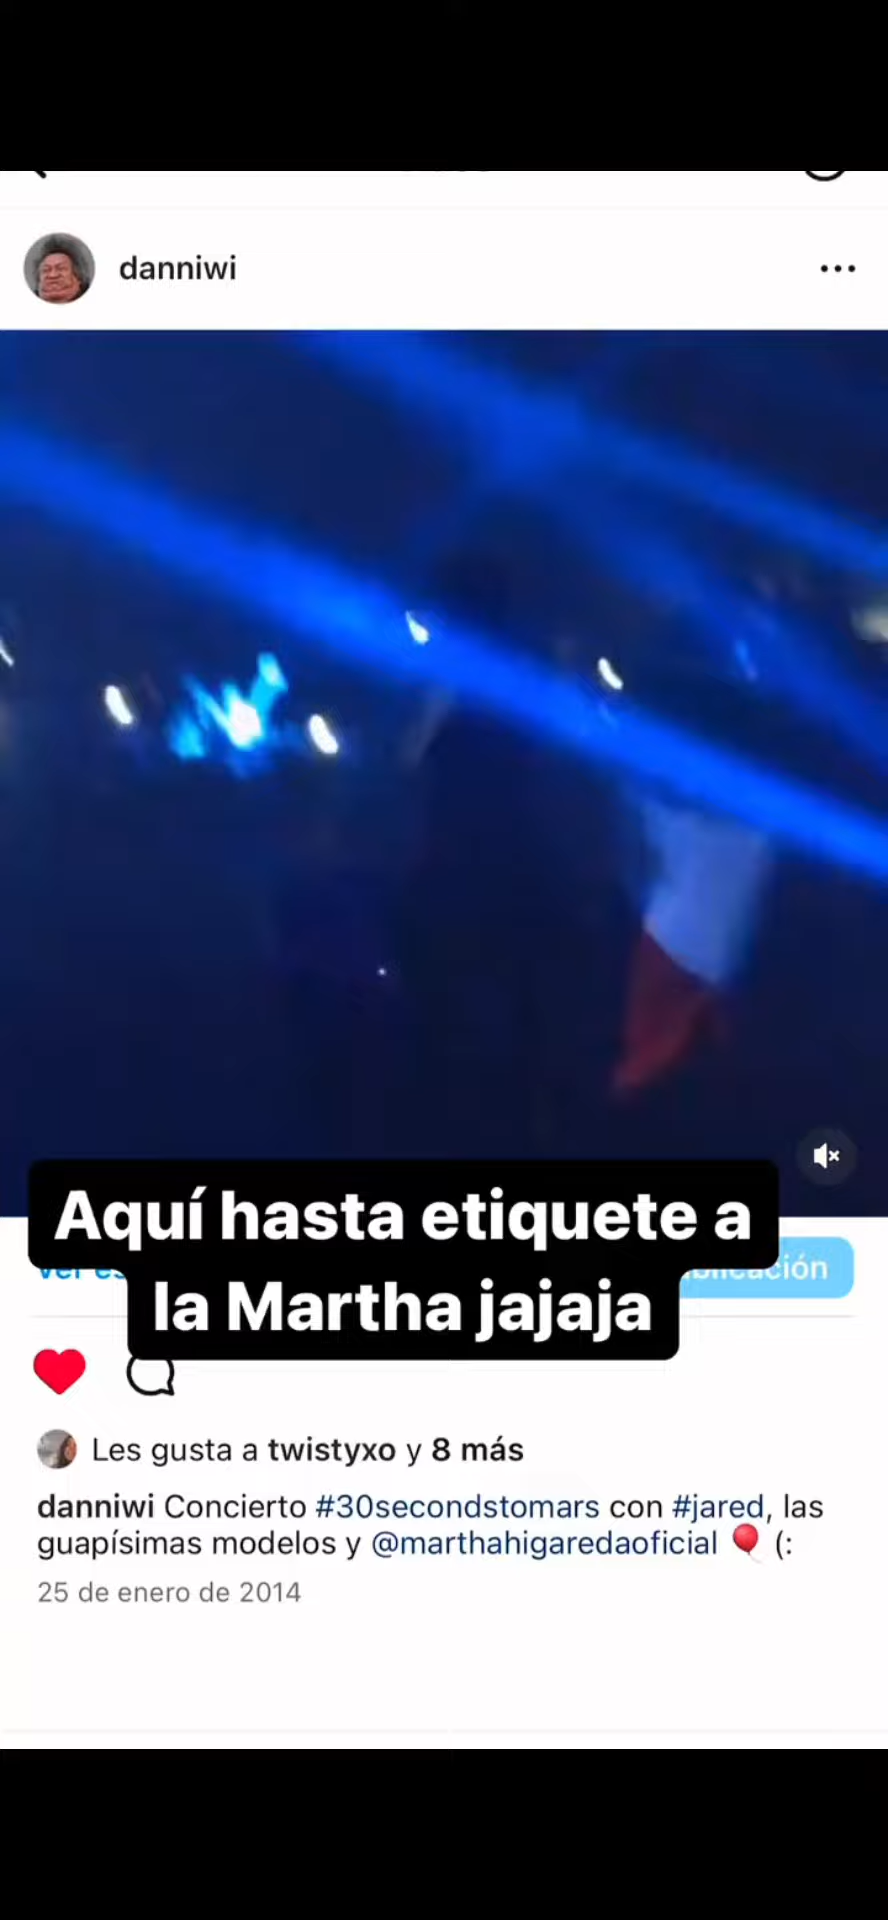 danniwi
Aquí hasta etiquete a
la Martha jajaja
Les gusta a twistyxo y 8 más
danniwi Concierto #30secondstomars con #jared, las
guapísimas modelos y @marthahigaredaoficial 🎈 (:
25 de enero de 2014